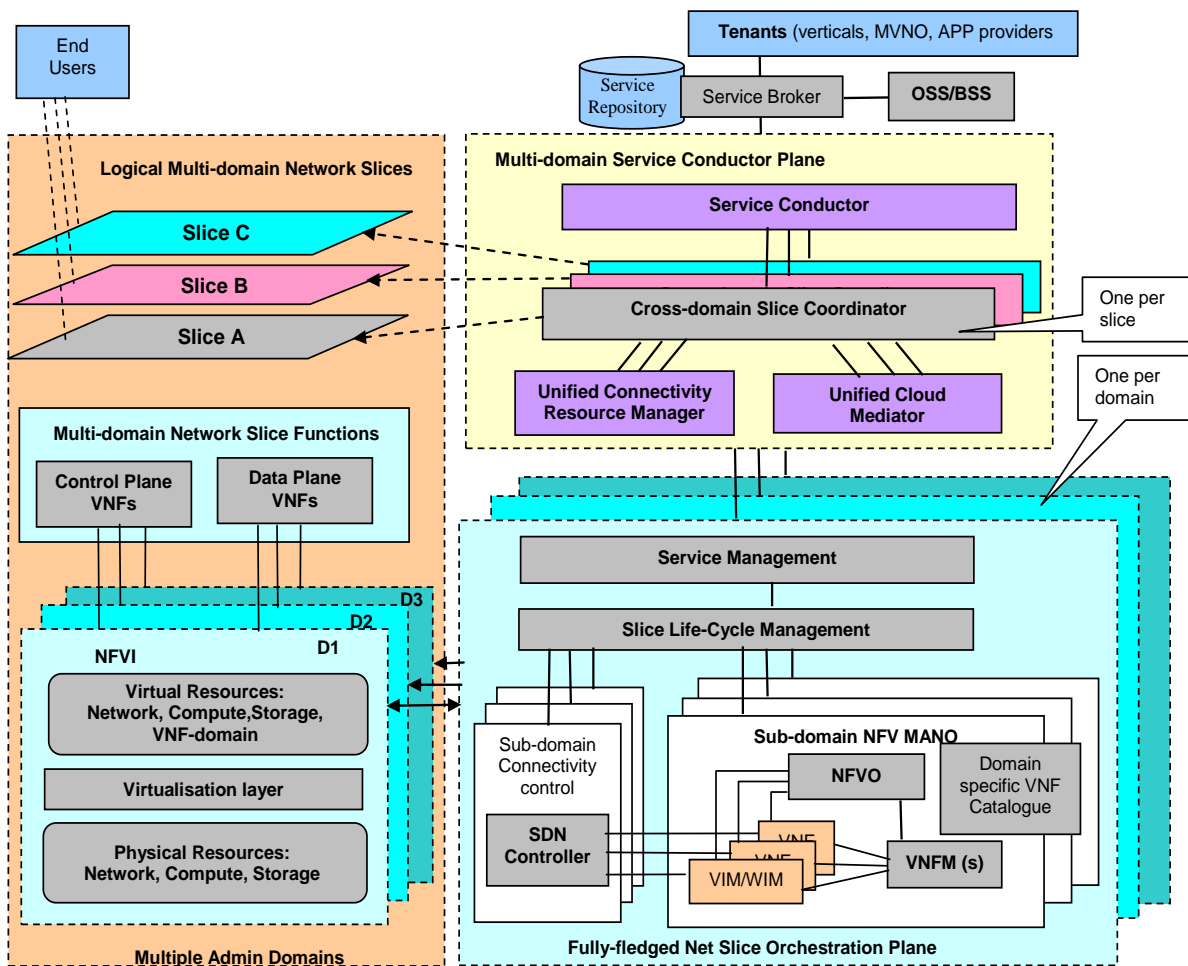 End
Users
Tenants (verticals, MVNO, APP providers
Service
Repository
Service Broker
OSS/BSS
Logical Multi-domain Network Slices
Slice C
Slice B
Slice A
Multi-domain Service Conductor Plane
Service Conductor
Cross-domain Slice Coordinator
Unified Connectivity
Resource Manager
Unified Cloud
Mediator
One per
slice
One per
domain
Multi-domain Network Slice Functions
Control Plane
VNFs
Data Plane
VNFs
D3
D2
D1
NFVI
Virtual Resources:
Network, Compute,Storage,
VNF-domain
Virtualisation layer
Physical Resources:
Network, Compute, Storage
Multiple Admin Domains
Service Management
Slice Life-Cycle Management
Sub-domain
Connectivity
control
SDN
Controller
Sub-domain NFV MANO
NFVO
Domain
specific VNF
Catalogue
VNF
VNF
VIM/WIM
VNFM (s)
Fully-fledged Net Slice Orchestration Plane